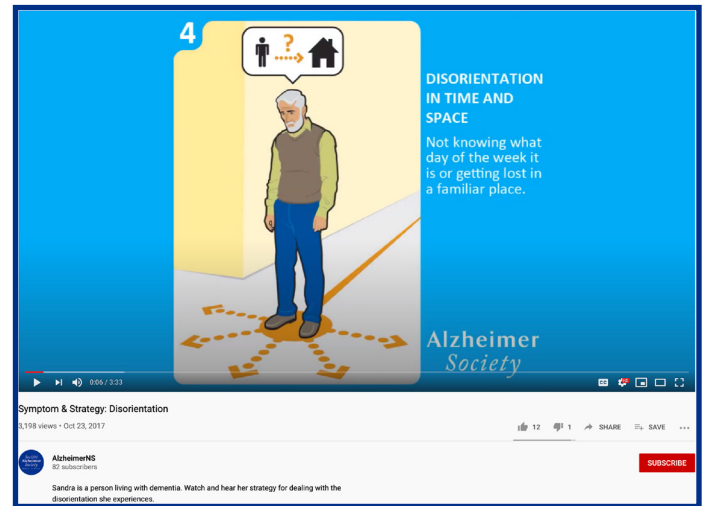 4
?
DISORIENTATION
IN TIME AND
SPACE
Not knowing what
day of the week it
is or getting lost in
a familiar place.
Alzheimer
Society
0:06 / 3:33
CC
HD
Symptom & Strategy: Disorientation
3,198 views • Oct 23, 2017
12
1
SHARE
SAVE
AlzheimerNS
82 subscribers
SUBSCRIBE
Sandra is a person living with dementia. Watch and hear her strategy for dealing with the
disorientation she experiences.